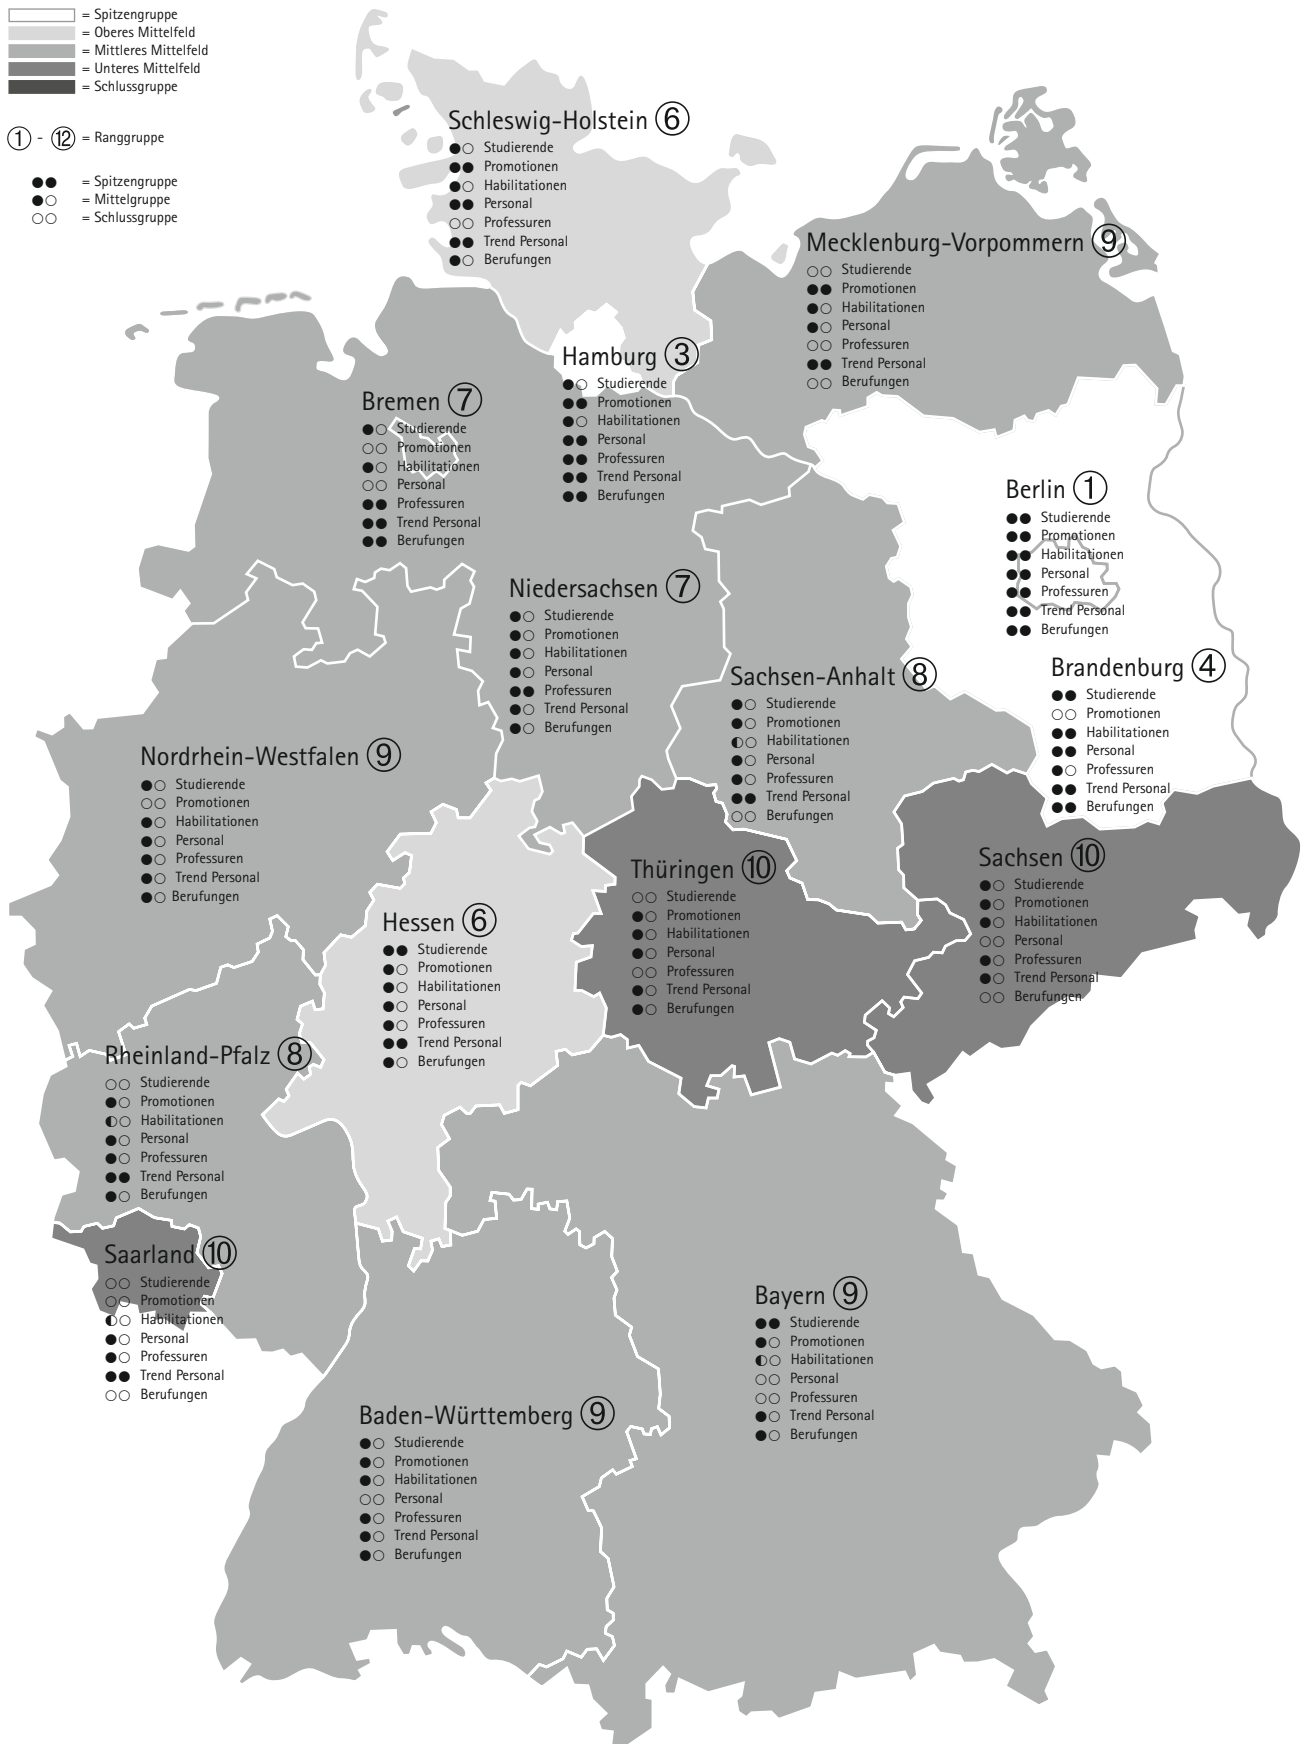 = Spitzengruppe
= Oberes Mittelfeld
= Mittleres Mittelfeld
= Unteres Mittelfeld
= Schlussgruppe
① - ⑫ = Ranggruppe
●● = Spitzengruppe
●○ = Mittelgruppe
○○ = Schlussgruppe
Schleswig-Holstein ⑥
●○ Studierende
●● Promotionen
●○ Habilitationen
●● Personal
○○ Professuren
●● Trend Personal
●○ Berufungen
Mecklenburg-Vorpommern ⑨
○○ Studierende
●● Promotionen
●○ Habilitationen
●○ Personal
○○ Professuren
●● Trend Personal
○○ Berufungen
Hamburg ③
●○ Studierende
●● Promotionen
●○ Habilitationen
●● Personal
●● Professuren
●● Trend Personal
●● Berufungen
Bremen ⑦
●○ Studierende
○○ Promotionen
●○ Habilitationen
○○ Personal
●● Professuren
●● Trend Personal
●● Berufungen
Berlin ①
●● Studierende
●● Promotionen
●● Habilitationen
●● Personal
●● Professuren
●● Trend Personal
●● Berufungen
Niedersachsen ⑦
●○ Studierende
●○ Promotionen
●○ Habilitationen
●○ Personal
●● Professuren
●○ Trend Personal
●○ Berufungen
Brandenburg ④
●● Studierende
○○ Promotionen
●● Habilitationen
●● Personal
●○ Professuren
●● Trend Personal
●● Berufungen
Sachsen-Anhalt ⑧
●○ Studierende
●○ Promotionen
◐○ Habilitationen
●○ Personal
●○ Professuren
●● Trend Personal
○○ Berufungen
Nordrhein-Westfalen ⑨
●○ Studierende
○○ Promotionen
●○ Habilitationen
●○ Personal
●○ Professuren
●○ Trend Personal
●○ Berufungen
Sachsen ⑩
●○ Studierende
●○ Promotionen
●○ Habilitationen
○○ Personal
●○ Professuren
●○ Trend Personal
○○ Berufungen
Thüringen ⑩
○○ Studierende
●○ Promotionen
●○ Habilitationen
●○ Personal
○○ Professuren
●○ Trend Personal
●○ Berufungen
Hessen ⑥
●● Studierende
●○ Promotionen
●○ Habilitationen
●○ Personal
●○ Professuren
●● Trend Personal
●○ Berufungen
Rheinland-Pfalz ⑧
○○ Studierende
●○ Promotionen
◐○ Habilitationen
●○ Personal
●○ Professuren
●● Trend Personal
●○ Berufungen
Saarland ⑩
○○ Studierende
○○ Promotionen
◐○ Habilitationen
●○ Personal
●○ Professuren
●● Trend Personal
○○ Berufungen
Bayern ⑨
●● Studierende
●○ Promotionen
◐○ Habilitationen
○○ Personal
○○ Professuren
●○ Trend Personal
●○ Berufungen
Baden-Württemberg ⑨
●○ Studierende
●○ Promotionen
●○ Habilitationen
○○ Personal
●○ Professuren
●○ Trend Personal
●○ Berufungen